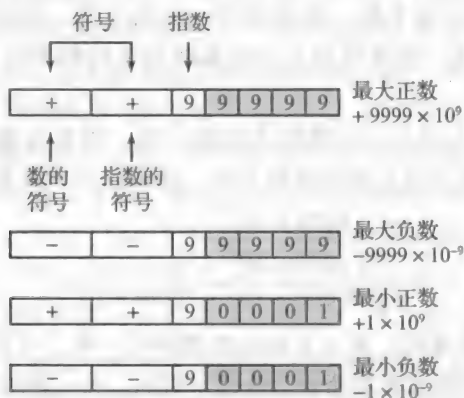 符号 指数
+ + 9 9 9 9 9 最大正数
+ 9999 × 10⁹
数的 指数的
符号 符号
− − 9 9 9 9 9 最大负数
−9999 × 10⁻⁹
+ + 9 0 0 0 1 最小正数
+1 × 10⁹
− − 9 0 0 0 1 最小负数
−1 × 10⁻⁹